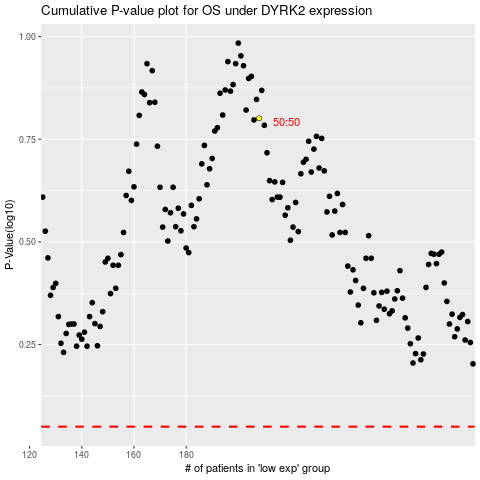 Cumulative P-value plot for OS under DYRK2 expression
1.00
0.75
0.50
0.25
P-Value(log10)
50:50
120 140 160 180
# of patients in 'low exp' group